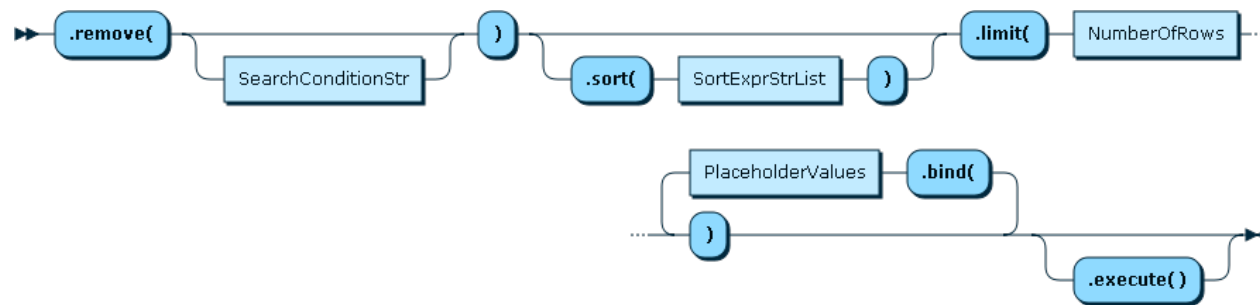 .remove( ) .limit( NumberOfRows
SearchConditionStr .sort( SortExprStrList )
PlaceholderValues .bind(
)
.execute()